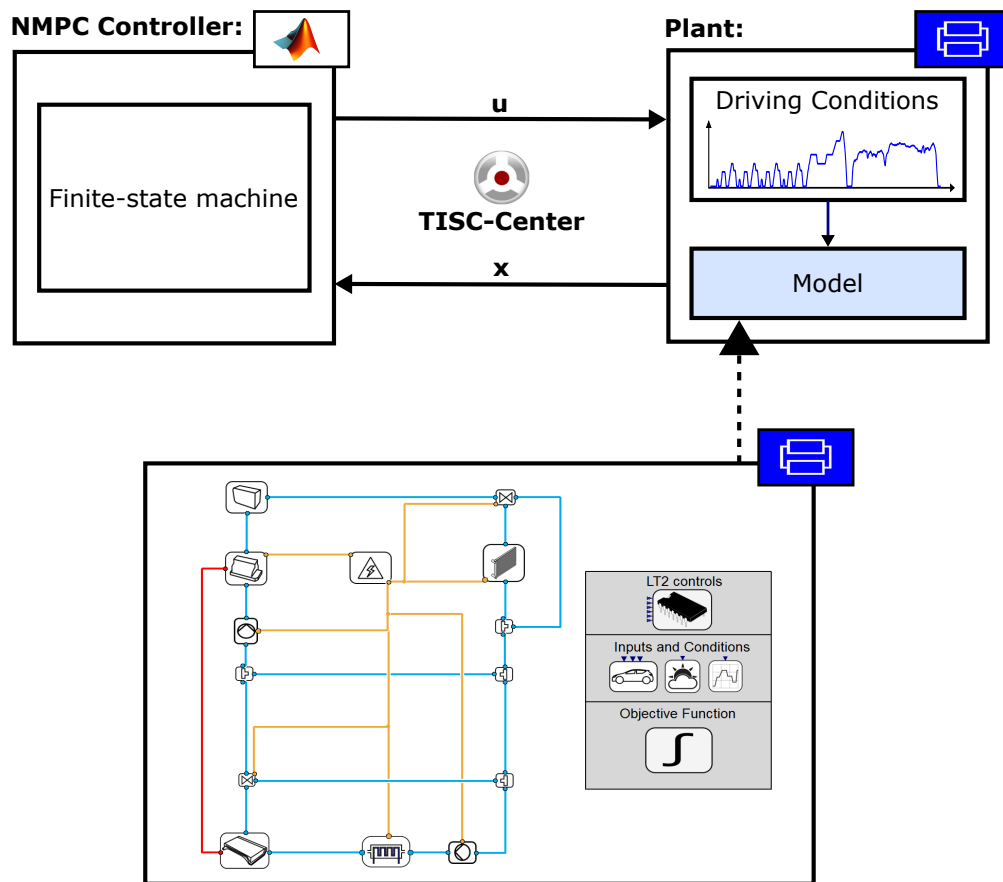 NMPC Controller:
Plant:
Finite-state machine
u
TISC-Center
x
Driving Conditions
Model
LT2 controls
Inputs and Conditions
Objective Function